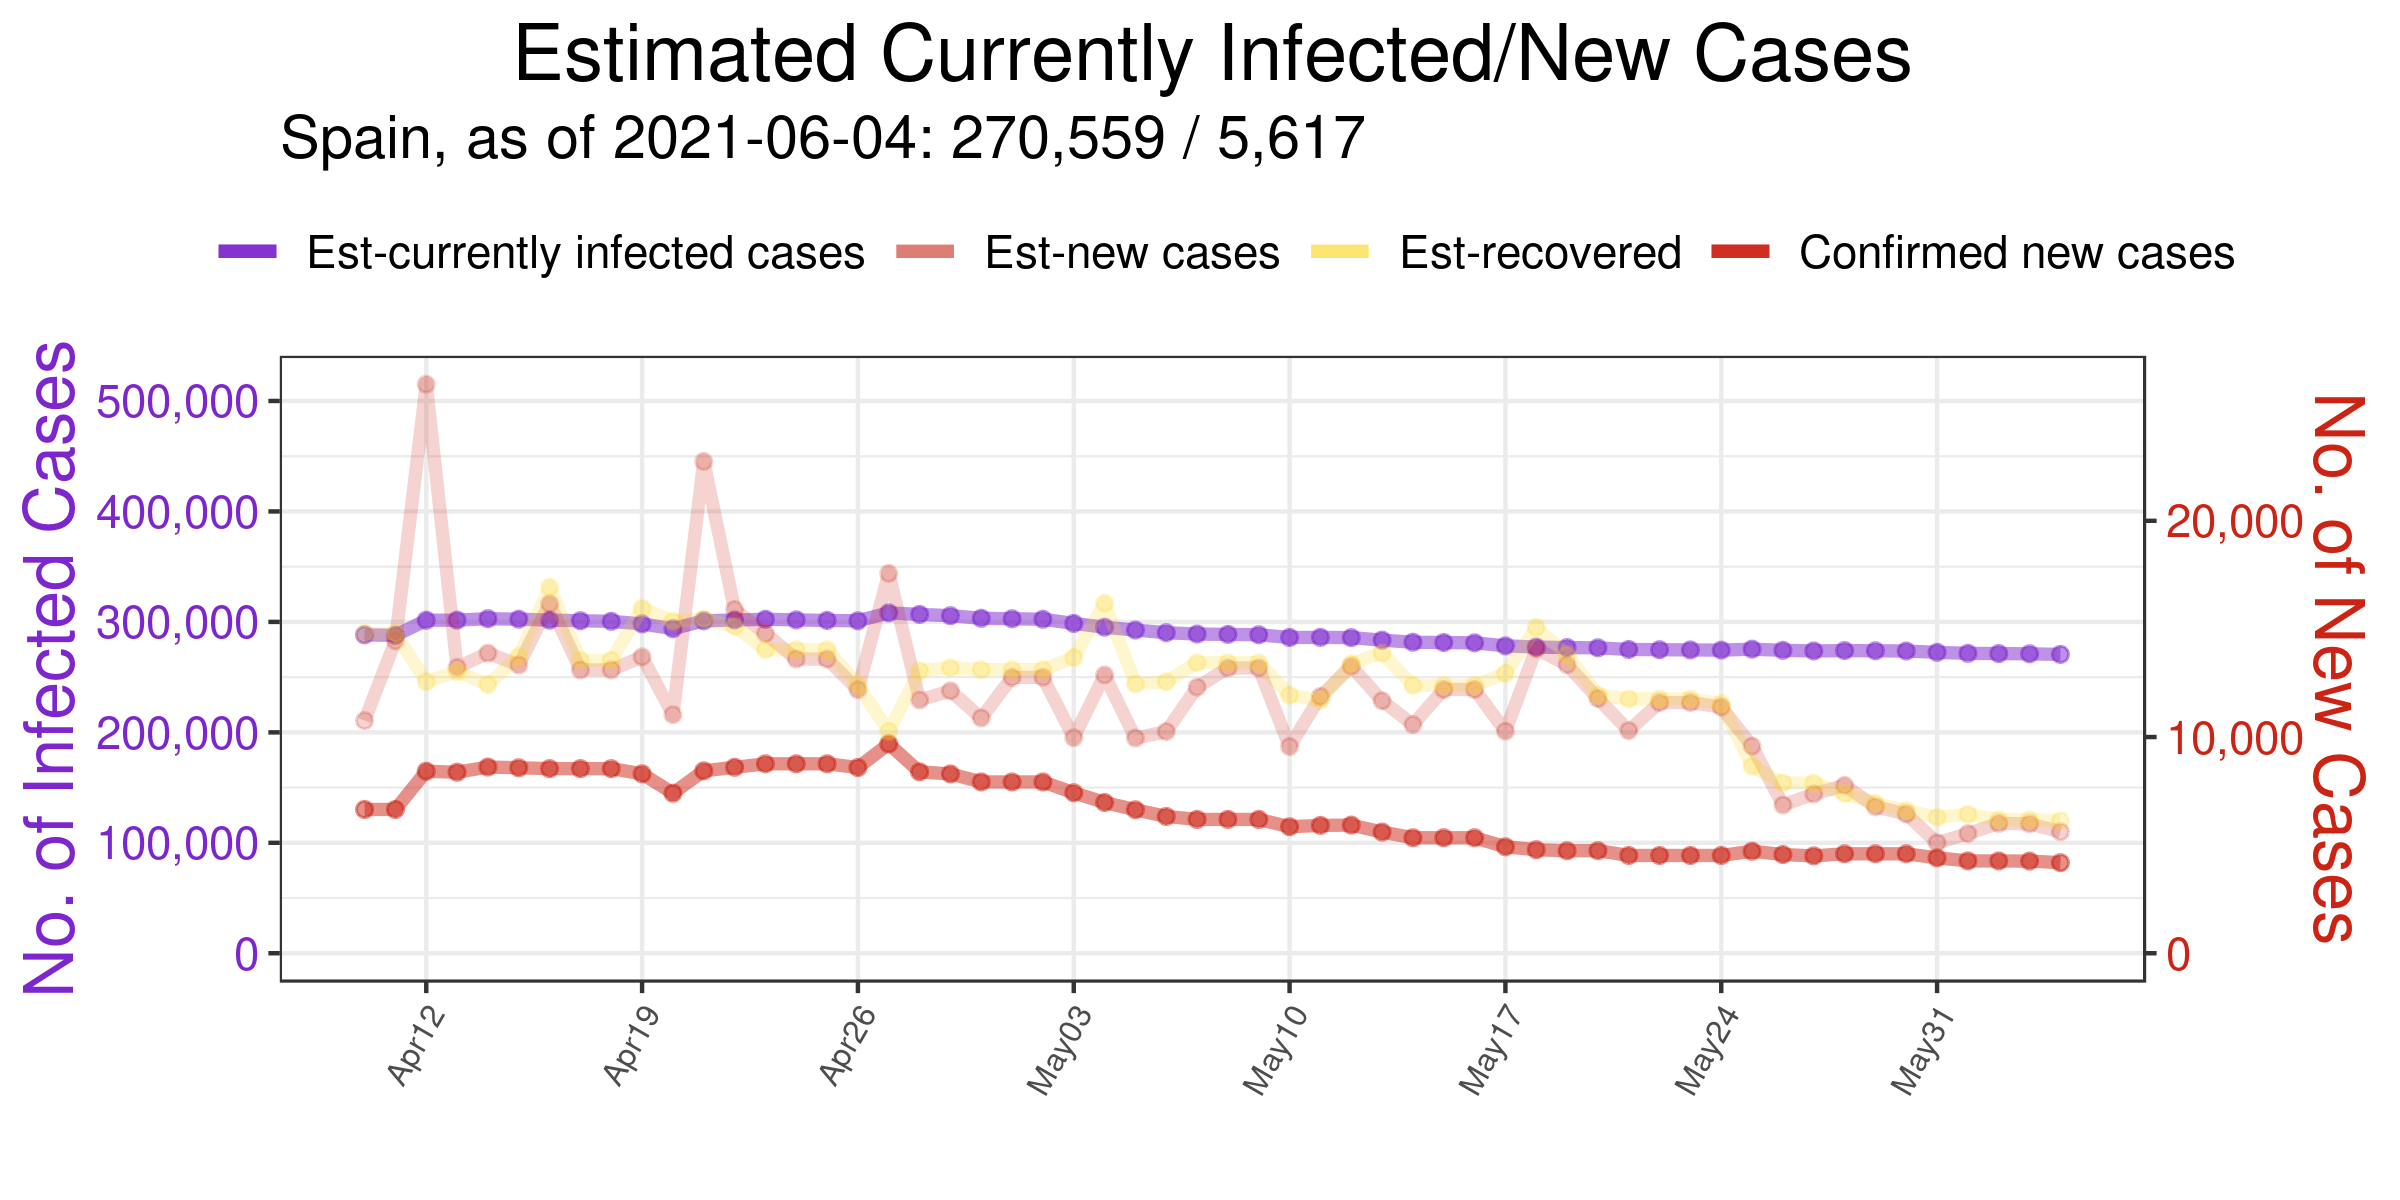 Estimated Currently Infected/New Cases
Spain, as of 2021-06-04: 270,559 / 5,617
Est-currently infected cases Est-new cases Est-recovered Confirmed new cases
No. of Infected Cases
500,000
400,000
300,000
200,000
100,000
0
20,000
10,000
0
No. of New Cases
Apr12 Apr19 Apr26 May03 May10 May17 May24 May31